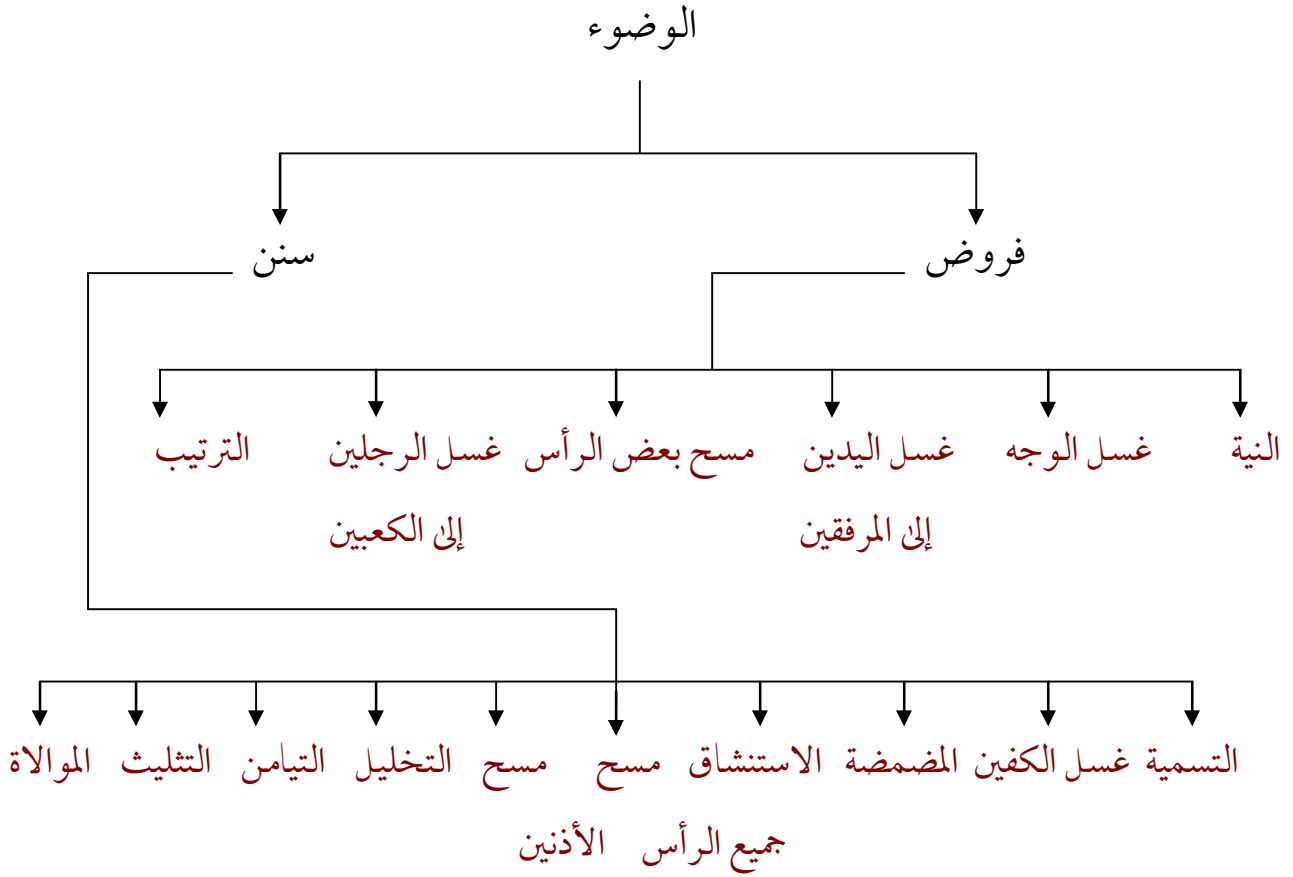 الوضوء
فروض سنن
النية غسل الوجه غسل اليدين مسح بعض الرأس غسل الرجلين الترتيب
إلى المرفقين إلى الكعبين
التسمية غسل الكفين المضمضة الاستنشاق مسح مسح التخليل التيامن التثليث الموالاة
جميع الرأس الأذنين